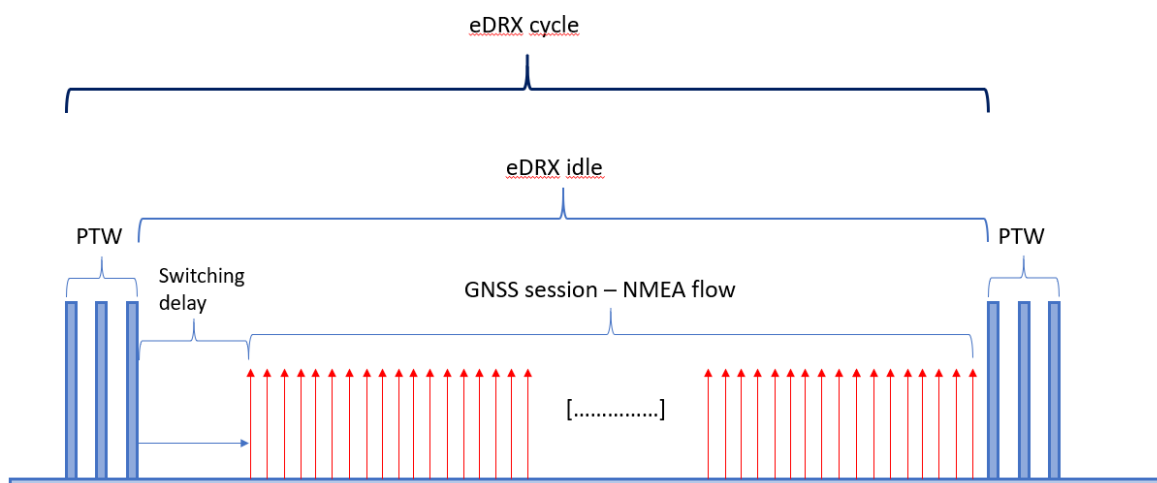 eDRX cycle
eDRX idle
PTW
PTW
Switching
delay
GNSS session – NMEA flow
[...............]